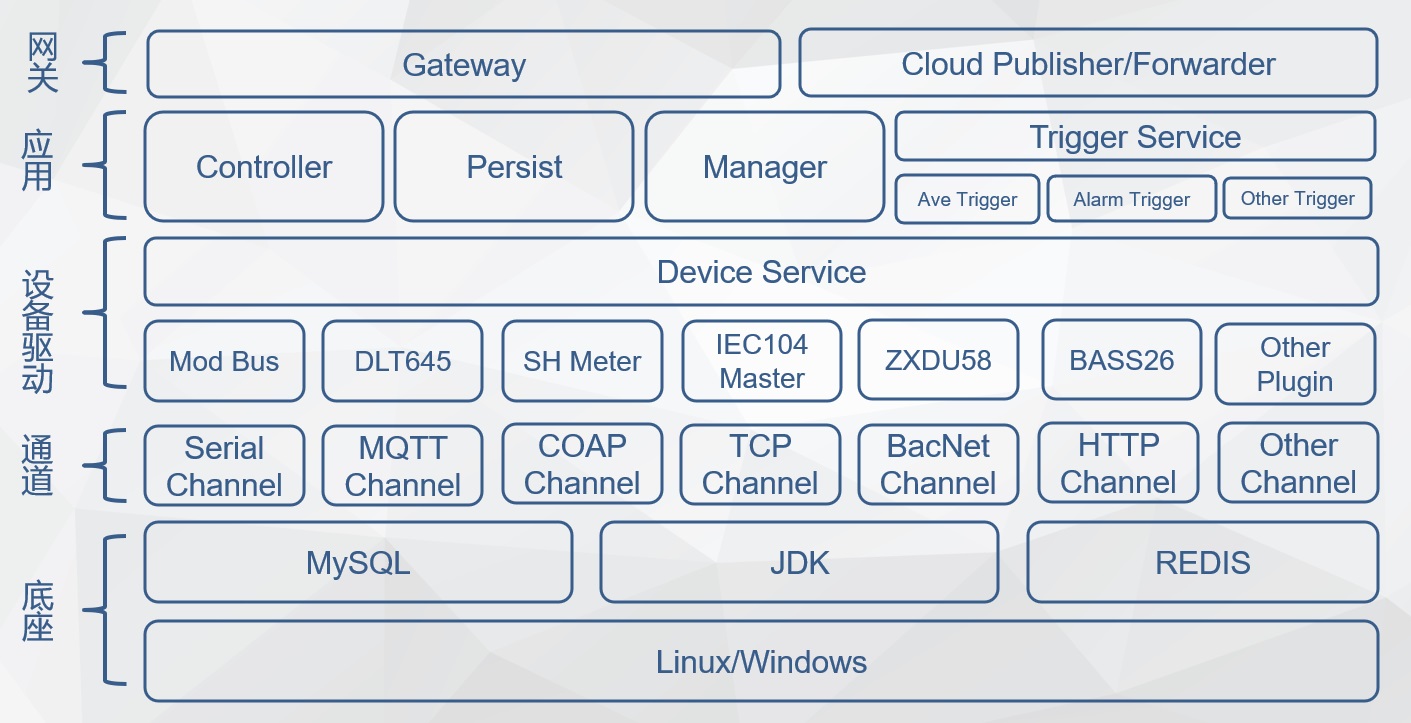 网关
Gateway
Cloud Publisher/Forwarder
应用
Controller
Persist
Manager
Trigger Service
Ave Trigger
Alarm Trigger
Other Trigger
设备驱动
Device Service
Mod Bus
DLT645
SH Meter
IEC104
Master
ZXDU58
BASS26
Other
Plugin
通道
Serial
Channel
MQTT
Channel
COAP
Channel
TCP
Channel
BacNet
Channel
HTTP
Channel
Other
Channel
底座
MySQL
JDK
REDIS
Linux/Windows